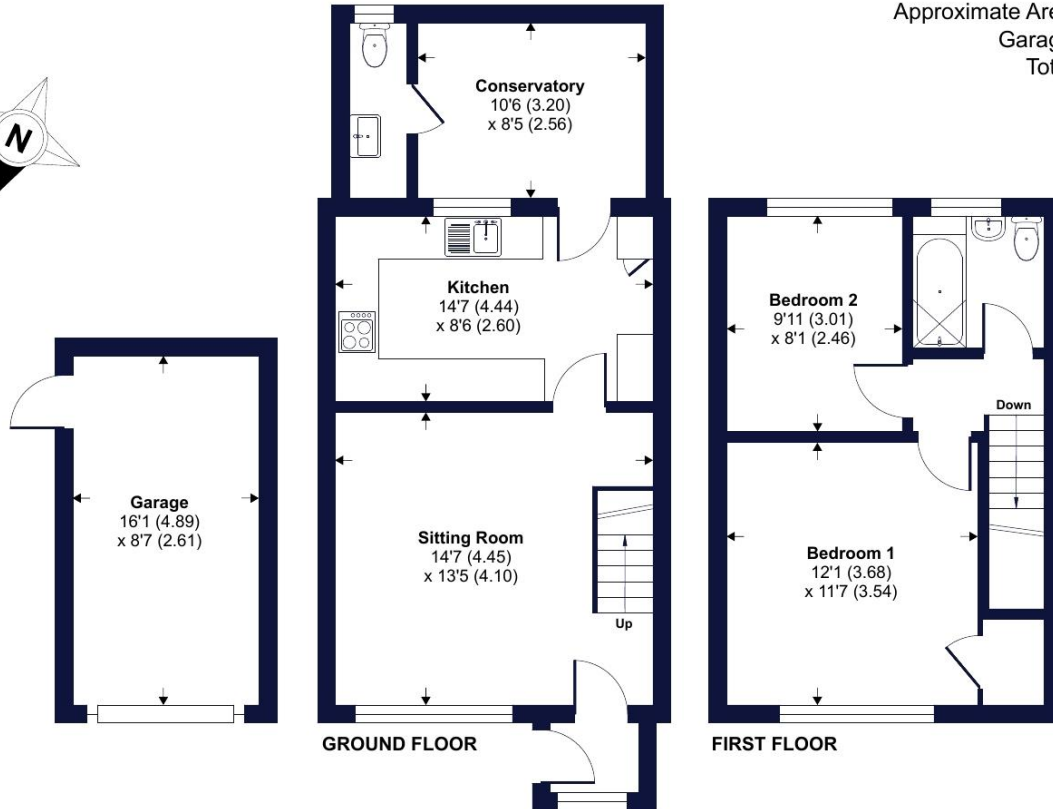 Approximate Are
Garag
Tot
N
Conservatory
10'6 (3.20)
x 8'5 (2.56)
Kitchen
14'7 (4.44)
x 8'6 (2.60)
Bedroom 2
9'11 (3.01)
x 8'1 (2.46)
Down
Garage
16'1 (4.89)
x 8'7 (2.61)
Sitting Room
14'7 (4.45)
x 13'5 (4.10)
Up
Bedroom 1
12'1 (3.68)
x 11'7 (3.54)
GROUND FLOOR
FIRST FLOOR